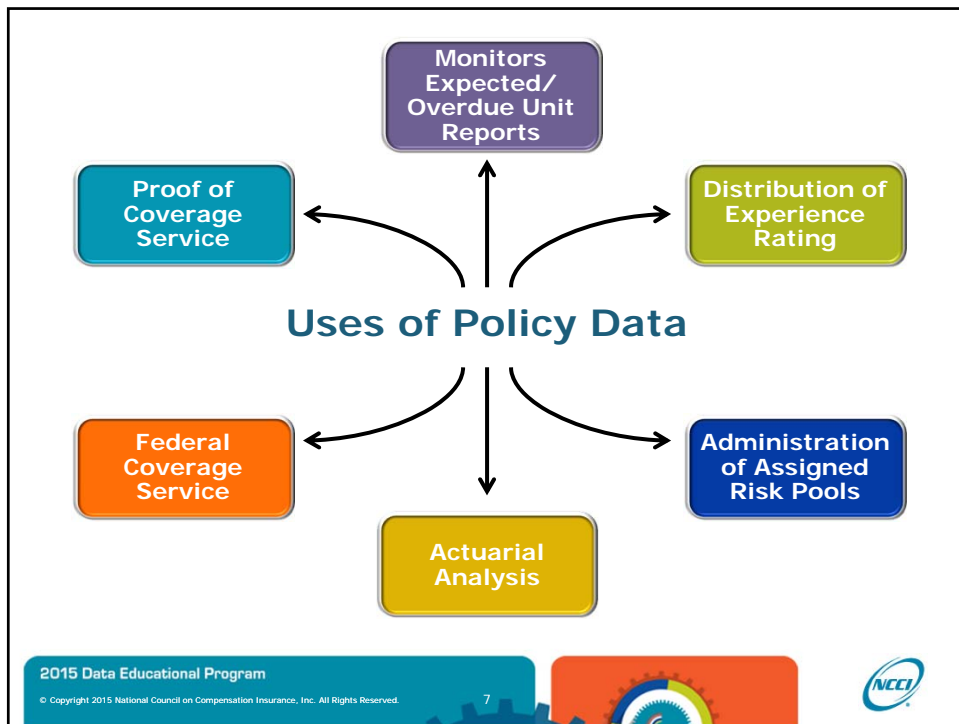 Monitors
Expected/
Overdue Unit
Reports
Proof of
Coverage
Service
Distribution of
Experience
Rating
Uses of Policy Data
Federal
Coverage
Service
Administration
of Assigned
Risk Pools
Actuarial
Analysis
2015 Data Educational Program
© Copyright 2015 National Council on Compensation Insurance, Inc. All Rights Reserved.
7
NCCI